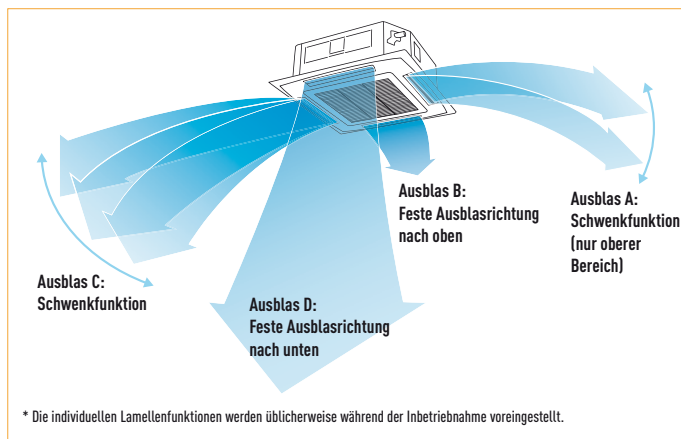 Ausblas B:
Feste Ausblasrichtung
nach oben
Ausblas A:
Schwenkfunktion
(nur oberer
Bereich)
Ausblas C:
Schwenkfunktion
Ausblas D:
Feste Ausblasrichtung
nach unten
* Die individuellen Lamellenfunktionen werden üblicherweise während der Inbetriebnahme voreingestellt.